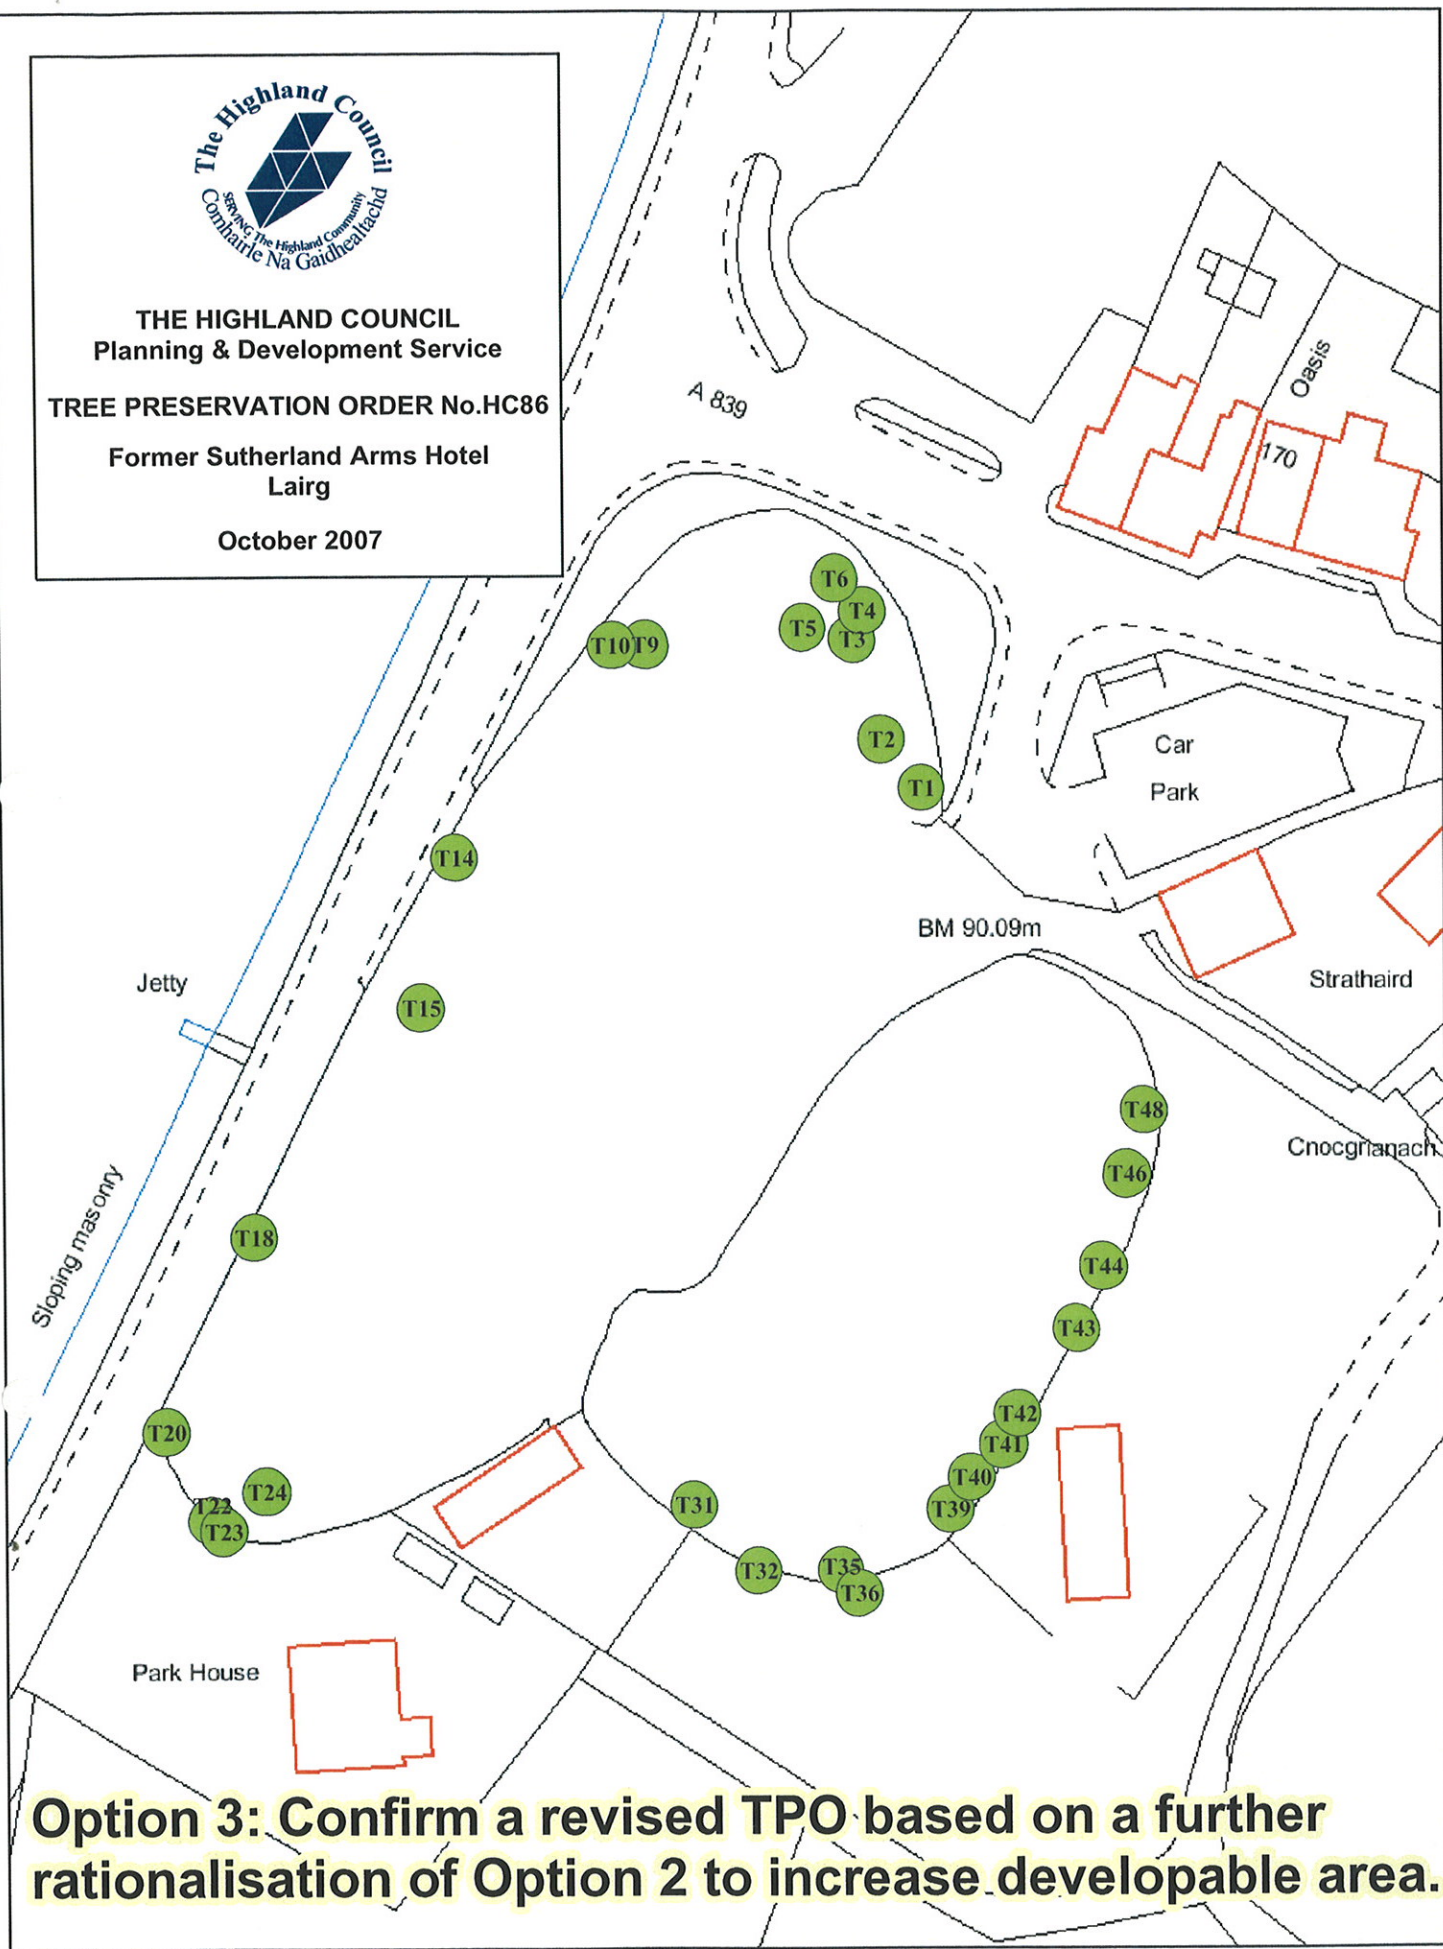 The Highland Council
SERVING The Highland Community
Comhairle Na Gaidhealtachd
THE HIGHLAND COUNCIL
Planning & Development Service
TREE PRESERVATION ORDER No.HC86
Former Sutherland Arms Hotel
Lairg
October 2007
A 839
Oasis
170
T6
T4
T5
T3
T10
T9
T2
T1
Car
Park
T14
BM 90.09m
Strathaird
Jetty
T15
T48
Cnocgrianach
T46
Sloping masonry
T18
T44
T43
T42
T20
T41
T40
T24
T22
T39
T31
T23
T35
T32
T36
Park House
Option 3: Confirm a revised TPO based on a further
rationalisation of Option 2 to increase developable area.